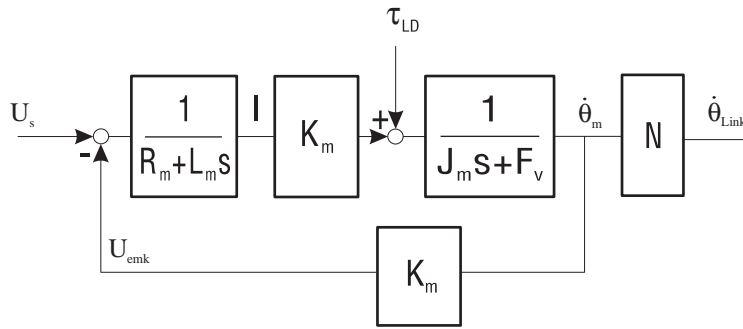 τ_LD
U_s
-
1
R_m+L_ms
I
K_m
+
1
J_ms+F_v
θ̇_m
N
θ̇_Link
U_emk
K_m